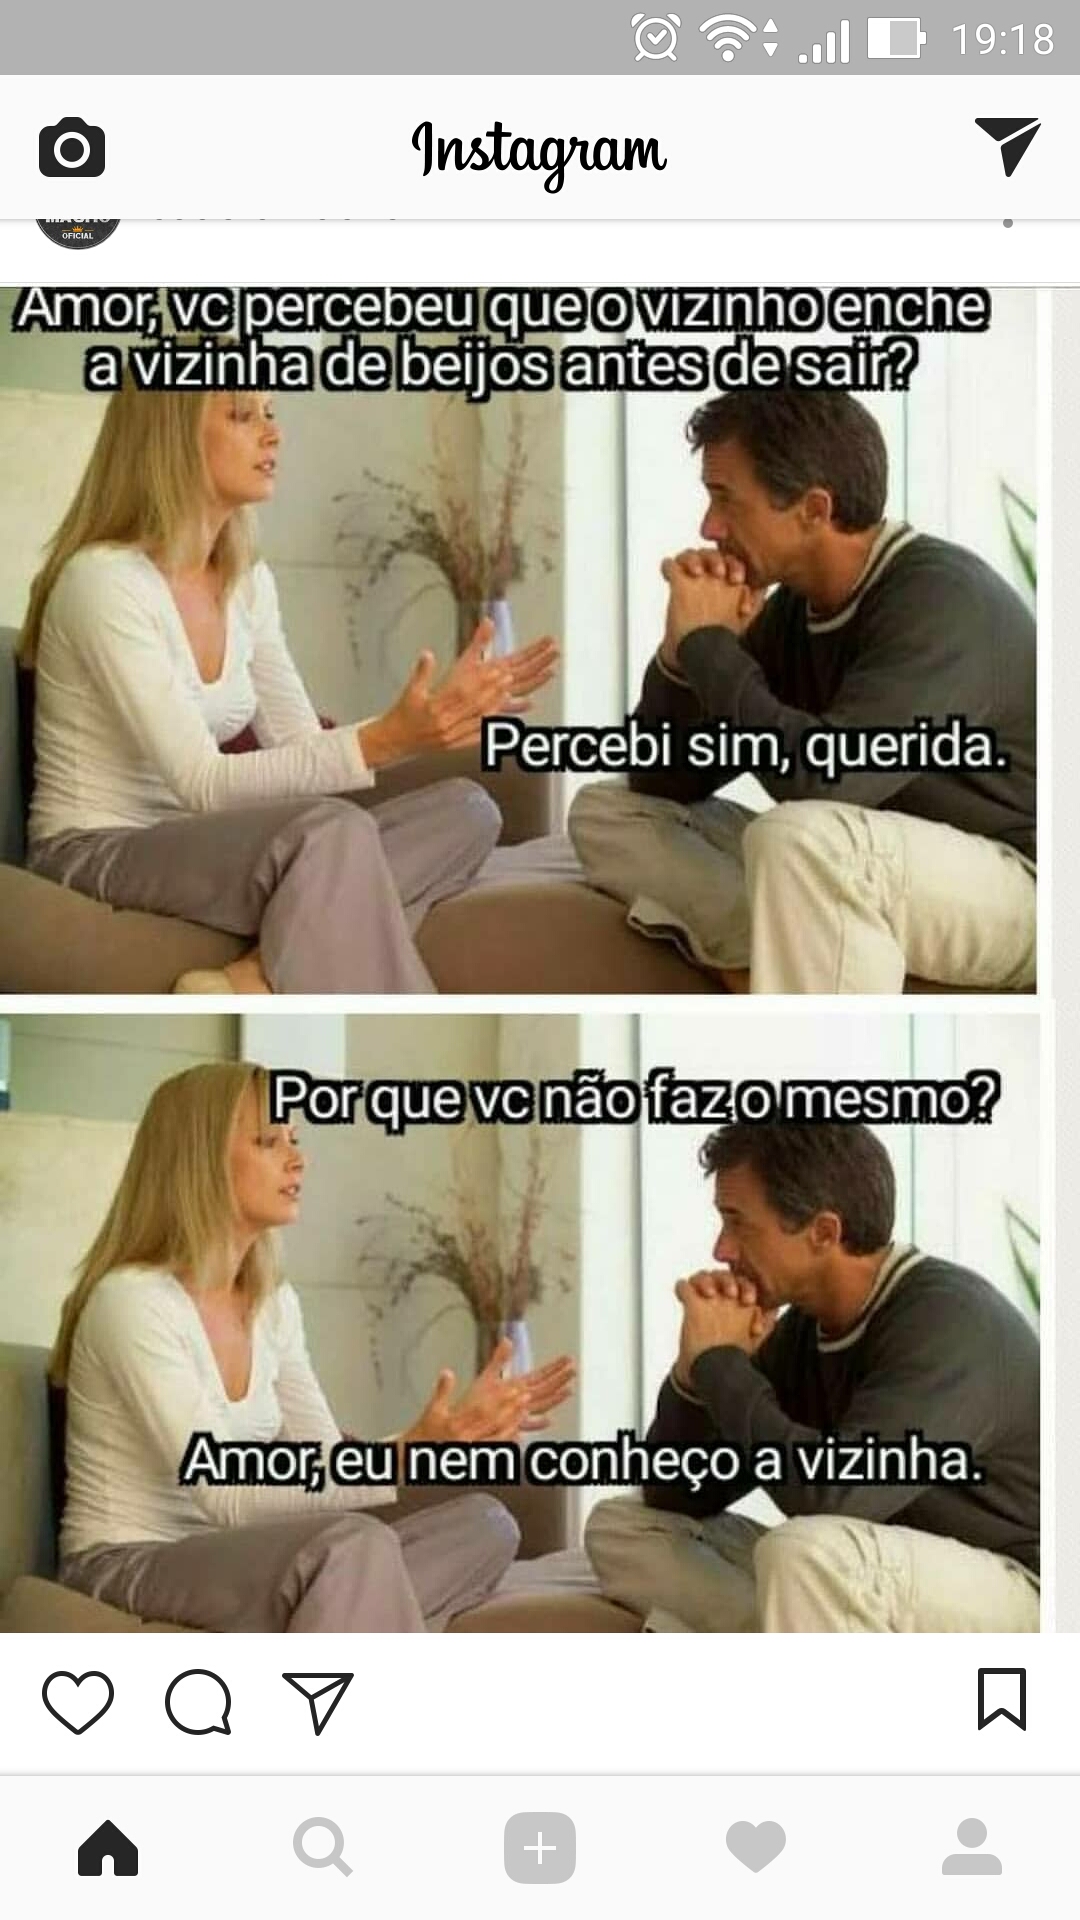 19:18
Instagram
OFICIAL
Amor, vc percebeu que o vizinho enche
a vizinha de beijos antes de sair?
Percebi sim, querida.
Por que vc não faz o mesmo?
Amor, eu nem conheço a vizinha.